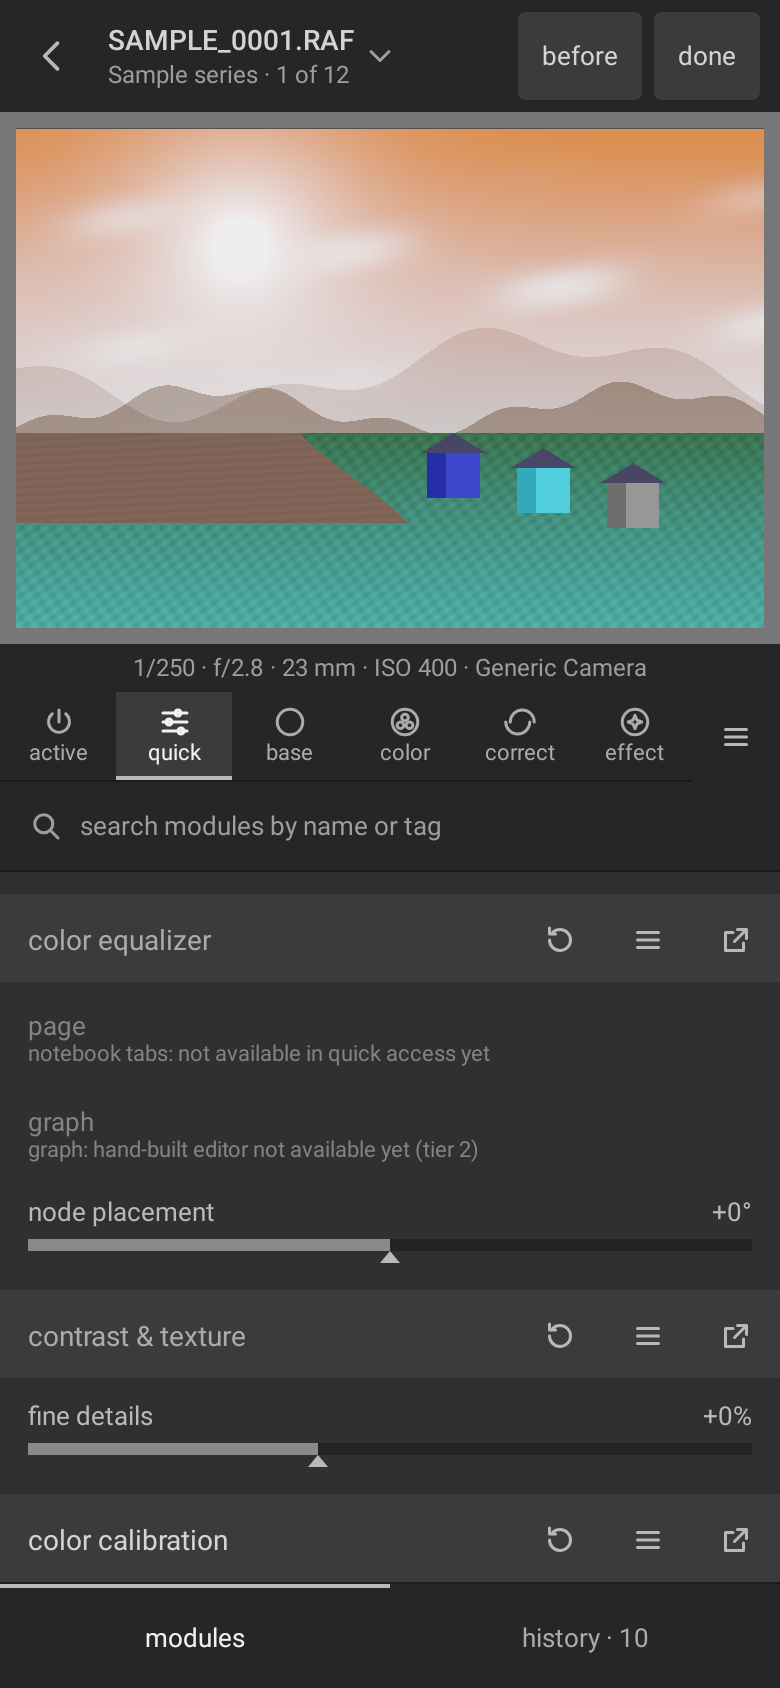 SAMPLE_0001.RAF
Sample series · 1 of 12
before
done
1/250 · f/2.8 · 23 mm · ISO 400 · Generic Camera
active
quick
base
color
correct
effect
search modules by name or tag
color equalizer
page
notebook tabs: not available in quick access yet
graph
graph: hand-built editor not available yet (tier 2)
node placement
+0°
contrast & texture
fine details
+0%
color calibration
modules
history · 10